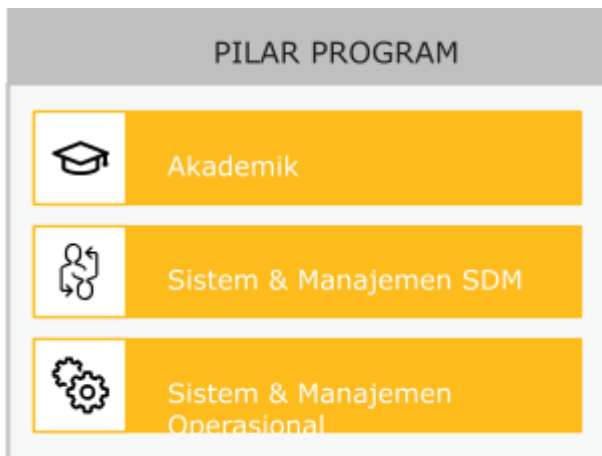 PILAR PROGRAM
Akademik
Sistem & Manajemen SDM
Sistem & Manajemen
Operasional